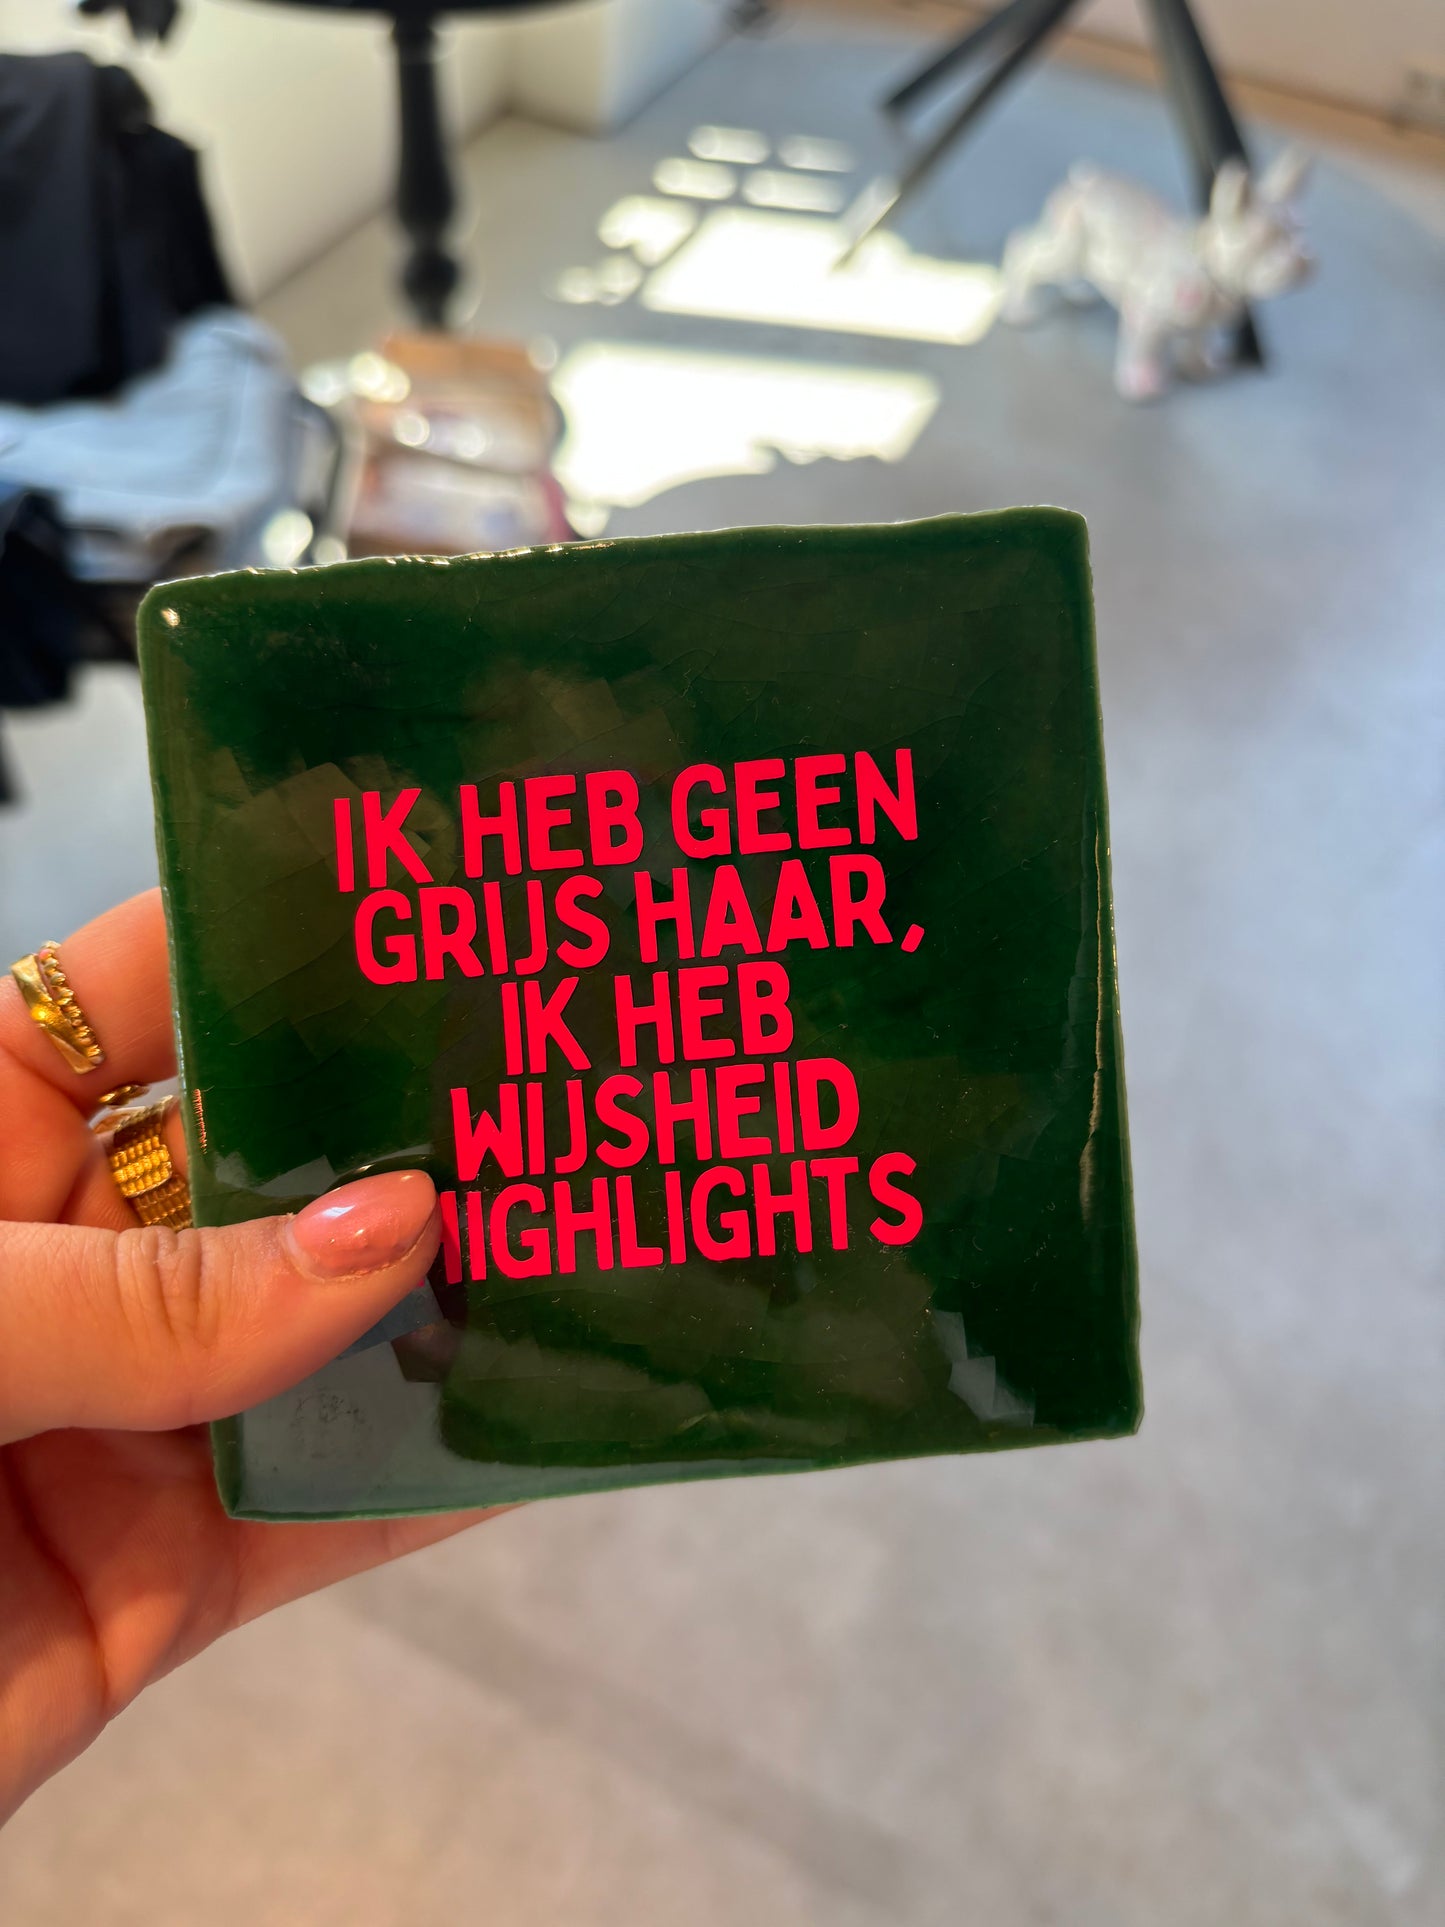 IK HEB GEEN
GRIJS HAAR,
IK HEB
WIJSHEID
HIGHLIGHTS